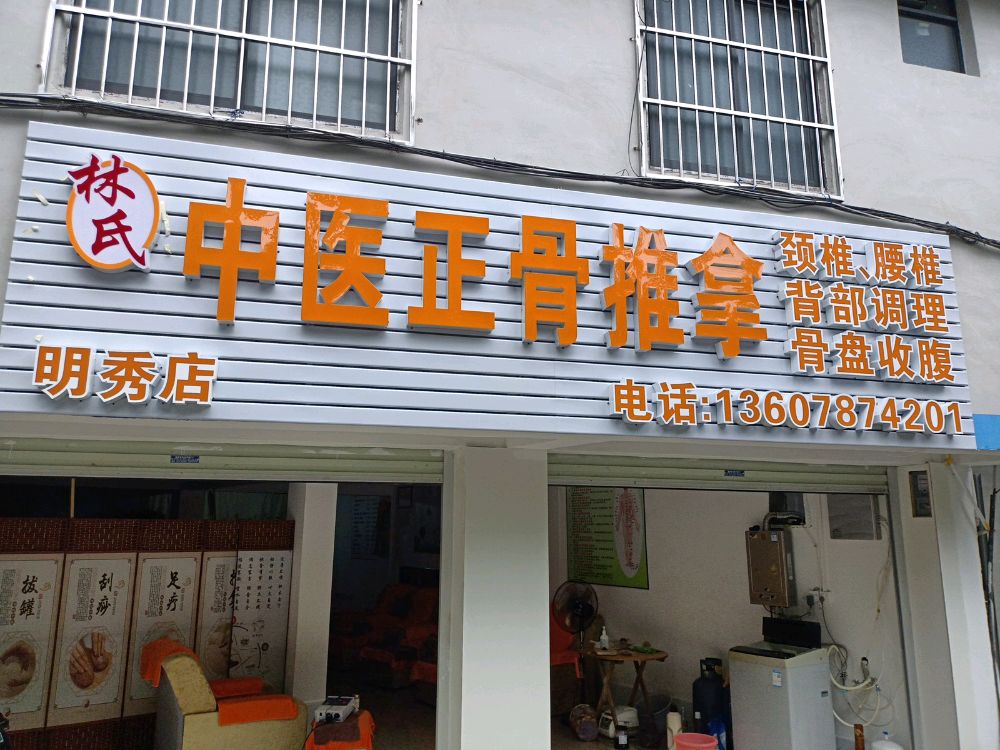 林氏
中医正骨推拿
颈椎、腰椎
背部调理
骨盘收腹
明秀店
电话:13607874201
拔罐
刮痧
足疗